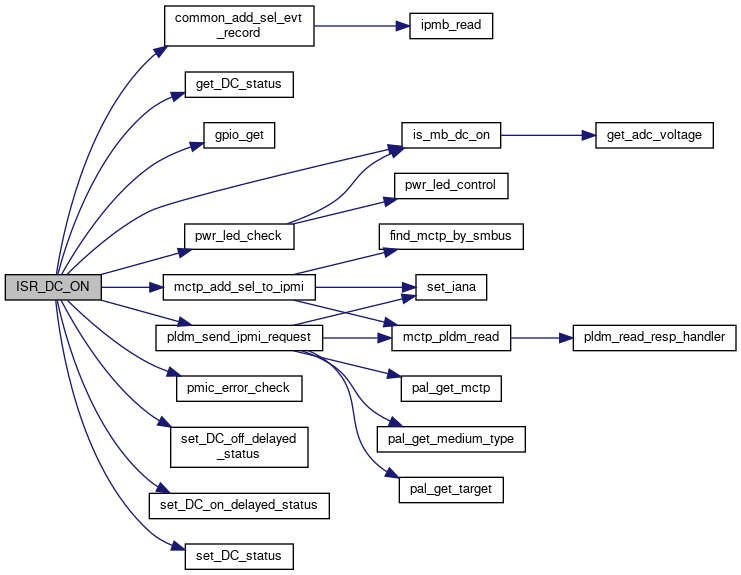 ISR_DC_ON
common_add_sel_evt
_record
ipmb_read
get_DC_status
gpio_get
is_mb_dc_on
get_adc_voltage
pwr_led_control
pwr_led_check
find_mctp_by_smbus
mctp_add_sel_to_ipmi
set_iana
pldm_send_ipmi_request
mctp_pldm_read
pldm_read_resp_handler
pmic_error_check
pal_get_mctp
set_DC_off_delayed
_status
pal_get_medium_type
pal_get_target
set_DC_on_delayed_status
set_DC_status